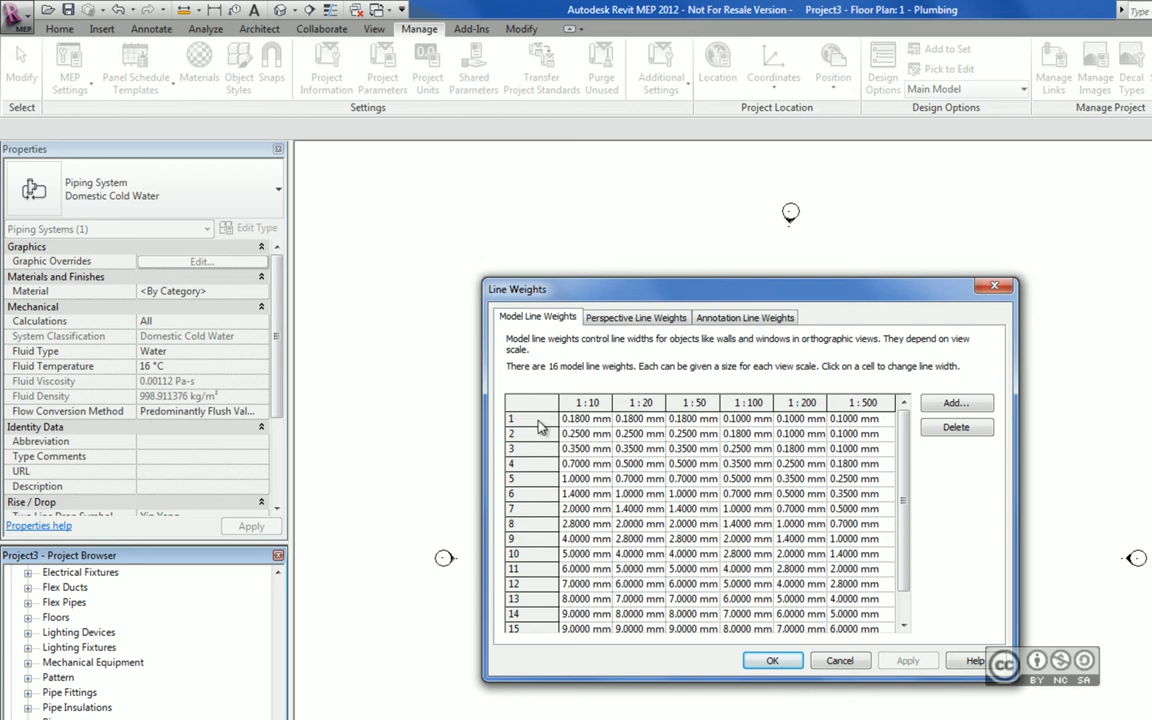 Autodesk Revit MEP 2012 - Not For Resale Version - Project3 - Floor Plan: 1 - Plumbing
Type
MEP
Home Insert Annotate Analyze Architect Collaborate View Manage Add-Ins Modify
Modify
MEP Settings
Panel Schedule Templates
Materials
Object Styles
Snaps
Project Information
Project Parameters
Project Units
Shared Parameters
Transfer Project Standards
Purge Unused
Additional Settings
Location
Coordinates
Position
Design Options
Add to Set
Pick to Edit
Main Model
Manage Links
Manage Images
Decal Types
Select
Settings
Project Location
Design Options
Manage Project
Properties
Piping System
Domestic Cold Water
Piping Systems (1)
Edit Type
Graphics
Graphic Overrides Edit...
Materials and Finishes
Material <By Category>
Mechanical
Calculations All
System Classification Domestic Cold Water
Fluid Type Water
Fluid Temperature 16 °C
Fluid Viscosity 0.00112 Pa-s
Fluid Density 998.911376 kg/m³
Flow Conversion Method Predominantly Flush Val...
Identity Data
Abbreviation
Type Comments
URL
Description
Rise / Drop
Properties help
Apply
Project3 - Project Browser
Electrical Fixtures
Flex Ducts
Flex Pipes
Floors
Lighting Devices
Lighting Fixtures
Mechanical Equipment
Pattern
Pipe Fittings
Pipe Insulations
Line Weights
Model Line Weights Perspective Line Weights Annotation Line Weights
Model line weights control line widths for objects like walls and windows in orthographic views. They depend on view
scale.
There are 16 model line weights. Each can be given a size for each view scale. Click on a cell to change line width.
1 : 10 1 : 20 1 : 50 1 : 100 1 : 200 1 : 500
1 0.1800 mm 0.1800 mm 0.1800 mm 0.1000 mm 0.1000 mm 0.1000 mm
2 0.2500 mm 0.2500 mm 0.2500 mm 0.1800 mm 0.1000 mm 0.1000 mm
3 0.3500 mm 0.3500 mm 0.3500 mm 0.2500 mm 0.1800 mm 0.1000 mm
4 0.7000 mm 0.5000 mm 0.5000 mm 0.3500 mm 0.2500 mm 0.1800 mm
5 1.0000 mm 0.7000 mm 0.7000 mm 0.5000 mm 0.3500 mm 0.2500 mm
6 1.4000 mm 1.0000 mm 1.0000 mm 0.7000 mm 0.5000 mm 0.3500 mm
7 2.0000 mm 1.4000 mm 1.4000 mm 1.0000 mm 0.7000 mm 0.5000 mm
8 2.8000 mm 2.0000 mm 2.0000 mm 1.4000 mm 1.0000 mm 0.7000 mm
9 4.0000 mm 2.8000 mm 2.8000 mm 2.0000 mm 1.4000 mm 1.0000 mm
10 5.0000 mm 4.0000 mm 4.0000 mm 2.8000 mm 2.0000 mm 1.4000 mm
11 6.0000 mm 5.0000 mm 5.0000 mm 4.0000 mm 2.8000 mm 2.0000 mm
12 7.0000 mm 6.0000 mm 6.0000 mm 5.0000 mm 4.0000 mm 2.8000 mm
13 8.0000 mm 7.0000 mm 7.0000 mm 6.0000 mm 5.0000 mm 4.0000 mm
14 9.0000 mm 8.0000 mm 8.0000 mm 7.0000 mm 6.0000 mm 5.0000 mm
15 9.0000 mm 9.0000 mm 9.0000 mm 8.0000 mm 7.0000 mm 6.0000 mm
Add...
Delete
OK Cancel Apply Help
cc BY NC SA